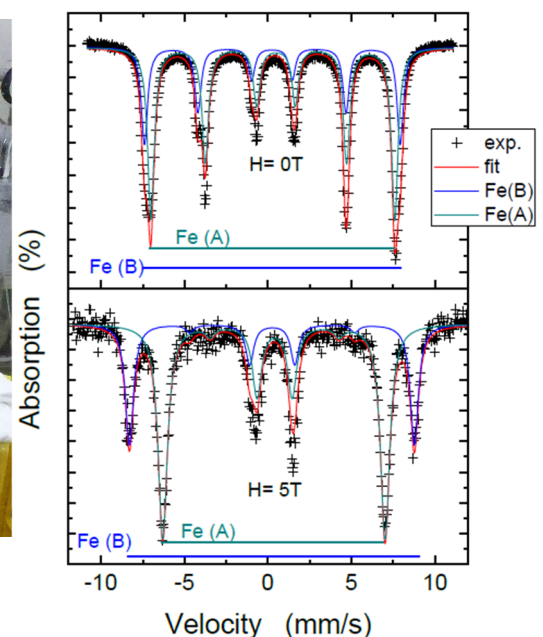 H= 0T
exp.
fit
Fe(B)
Fe(A)
Fe (A)
Fe (B)
Absorption (%)
H= 5T
Fe (A)
Fe (B)
-10 -5 0 5 10
Velocity (mm/s)